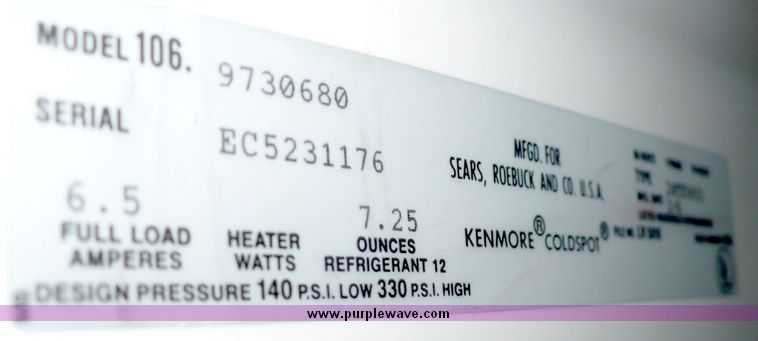 MODEL 106. 9730680
SERIAL EC5231176
MFGD. FOR
SEARS, ROEBUCK AND CO. U.S.A.
KENMORE® COLDSPOT®
TYPE
6.5
FULL LOAD
AMPERES
HEATER
WATTS
7.25
OUNCES
REFRIGERANT 12
DESIGN PRESSURE 140 P.S.I. LOW 330 P.S.I. HIGH
www.purplewave.com